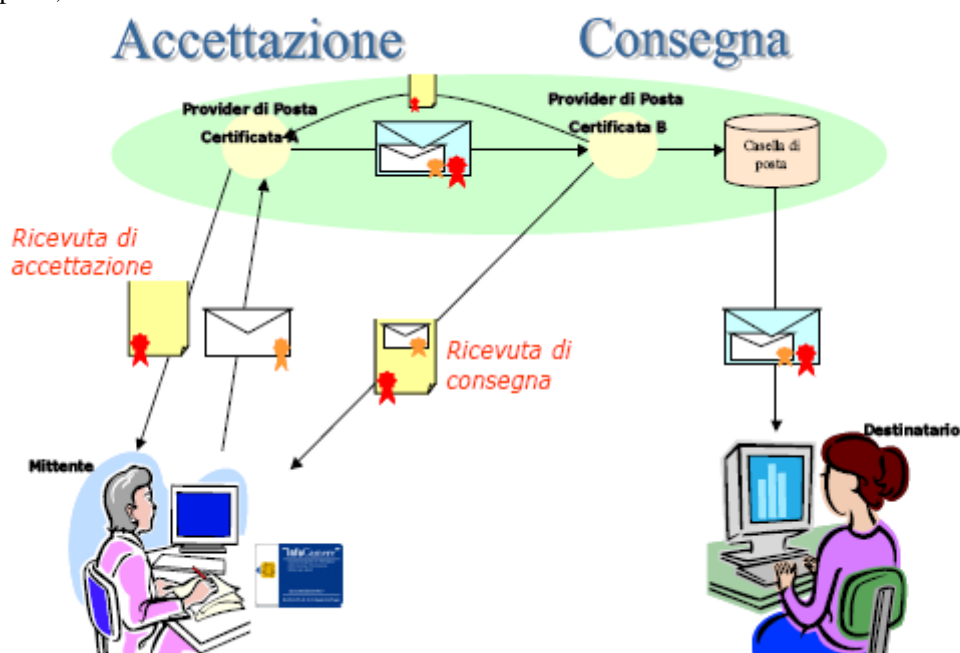 Accettazione
Consegna
Provider di Posta
Certificata A
Provider di Posta
Certificata B
Casella di
posta
Ricevuta di
accettazione
Ricevuta di
consegna
Mittente
Destinatario
"InfoCamere"